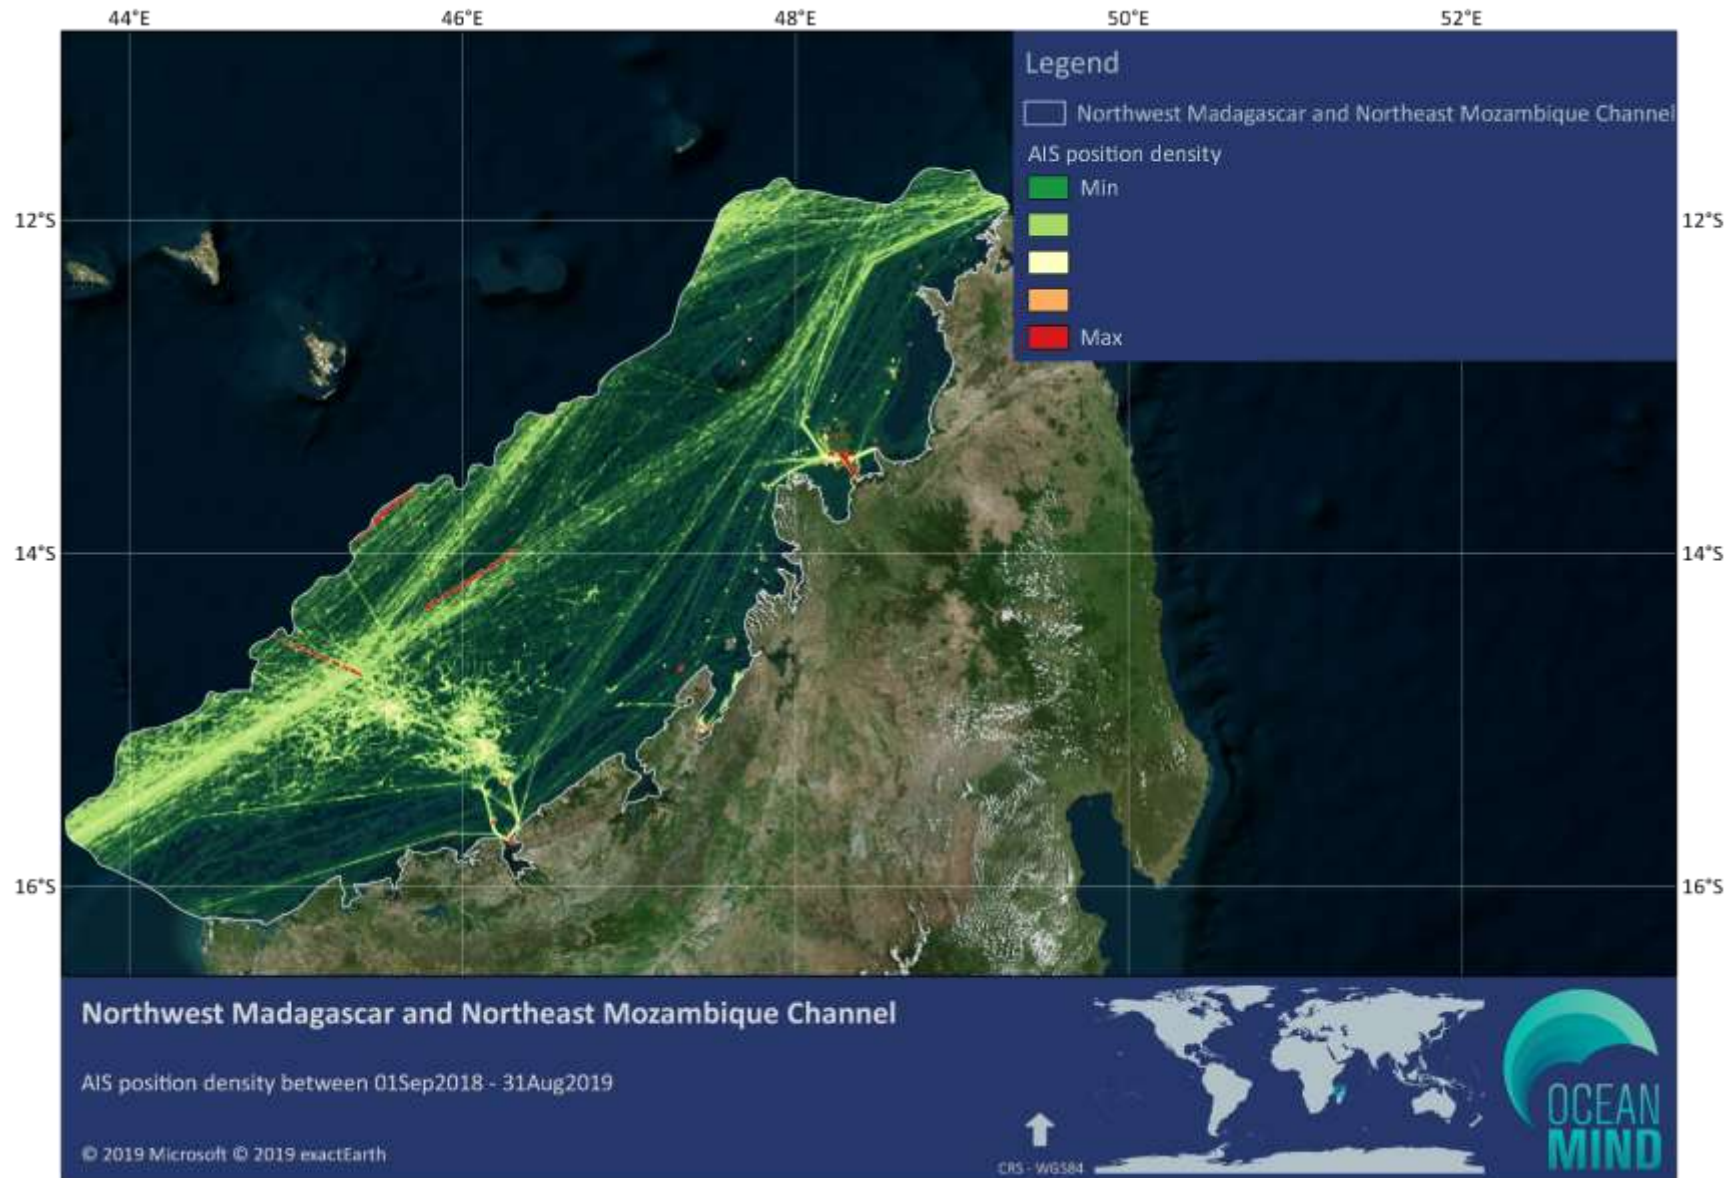 44°E 46°E 48°E 50°E 52°E
Legend
Northwest Madagascar and Northeast Mozambique Channel
AIS position density
Min
Max
12°S 12°S
14°S 14°S
16°S 16°S
Northwest Madagascar and Northeast Mozambique Channel
AIS position density between 01Sep2018 - 31Aug2019
© 2019 Microsoft © 2019 exactEarth
CRS - WGS84
OCEAN
MIND